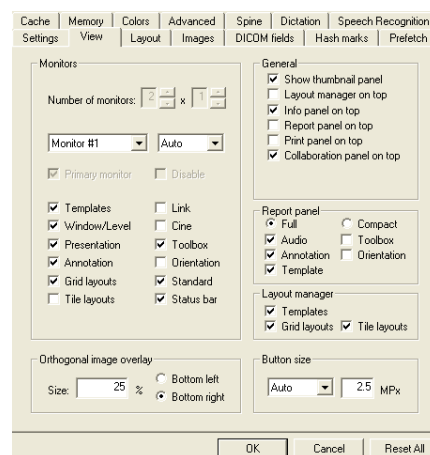 Cache Memory Colors Advanced Spine Dictation Speech Recognition
Settings View Layout Images DICOM fields Hash marks Prefetch
Monitors
Number of monitors: 2 x 1
Monitor #1 Auto
Primary monitor Disable
Templates Link
Window/Level Cine
Presentation Toolbox
Annotation Orientation
Grid layouts Standard
Tile layouts Status bar
General
Show thumbnail panel
Layout manager on top
Info panel on top
Report panel on top
Print panel on top
Collaboration panel on top
Report panel
Full Compact
Audio Toolbox
Annotation Orientation
Template
Layout manager
Templates
Grid layouts Tile layouts
Orthogonal image overlay
Size: 25 % Bottom left
Bottom right
Button size
Auto 2.5 MPx
OK Cancel Reset All